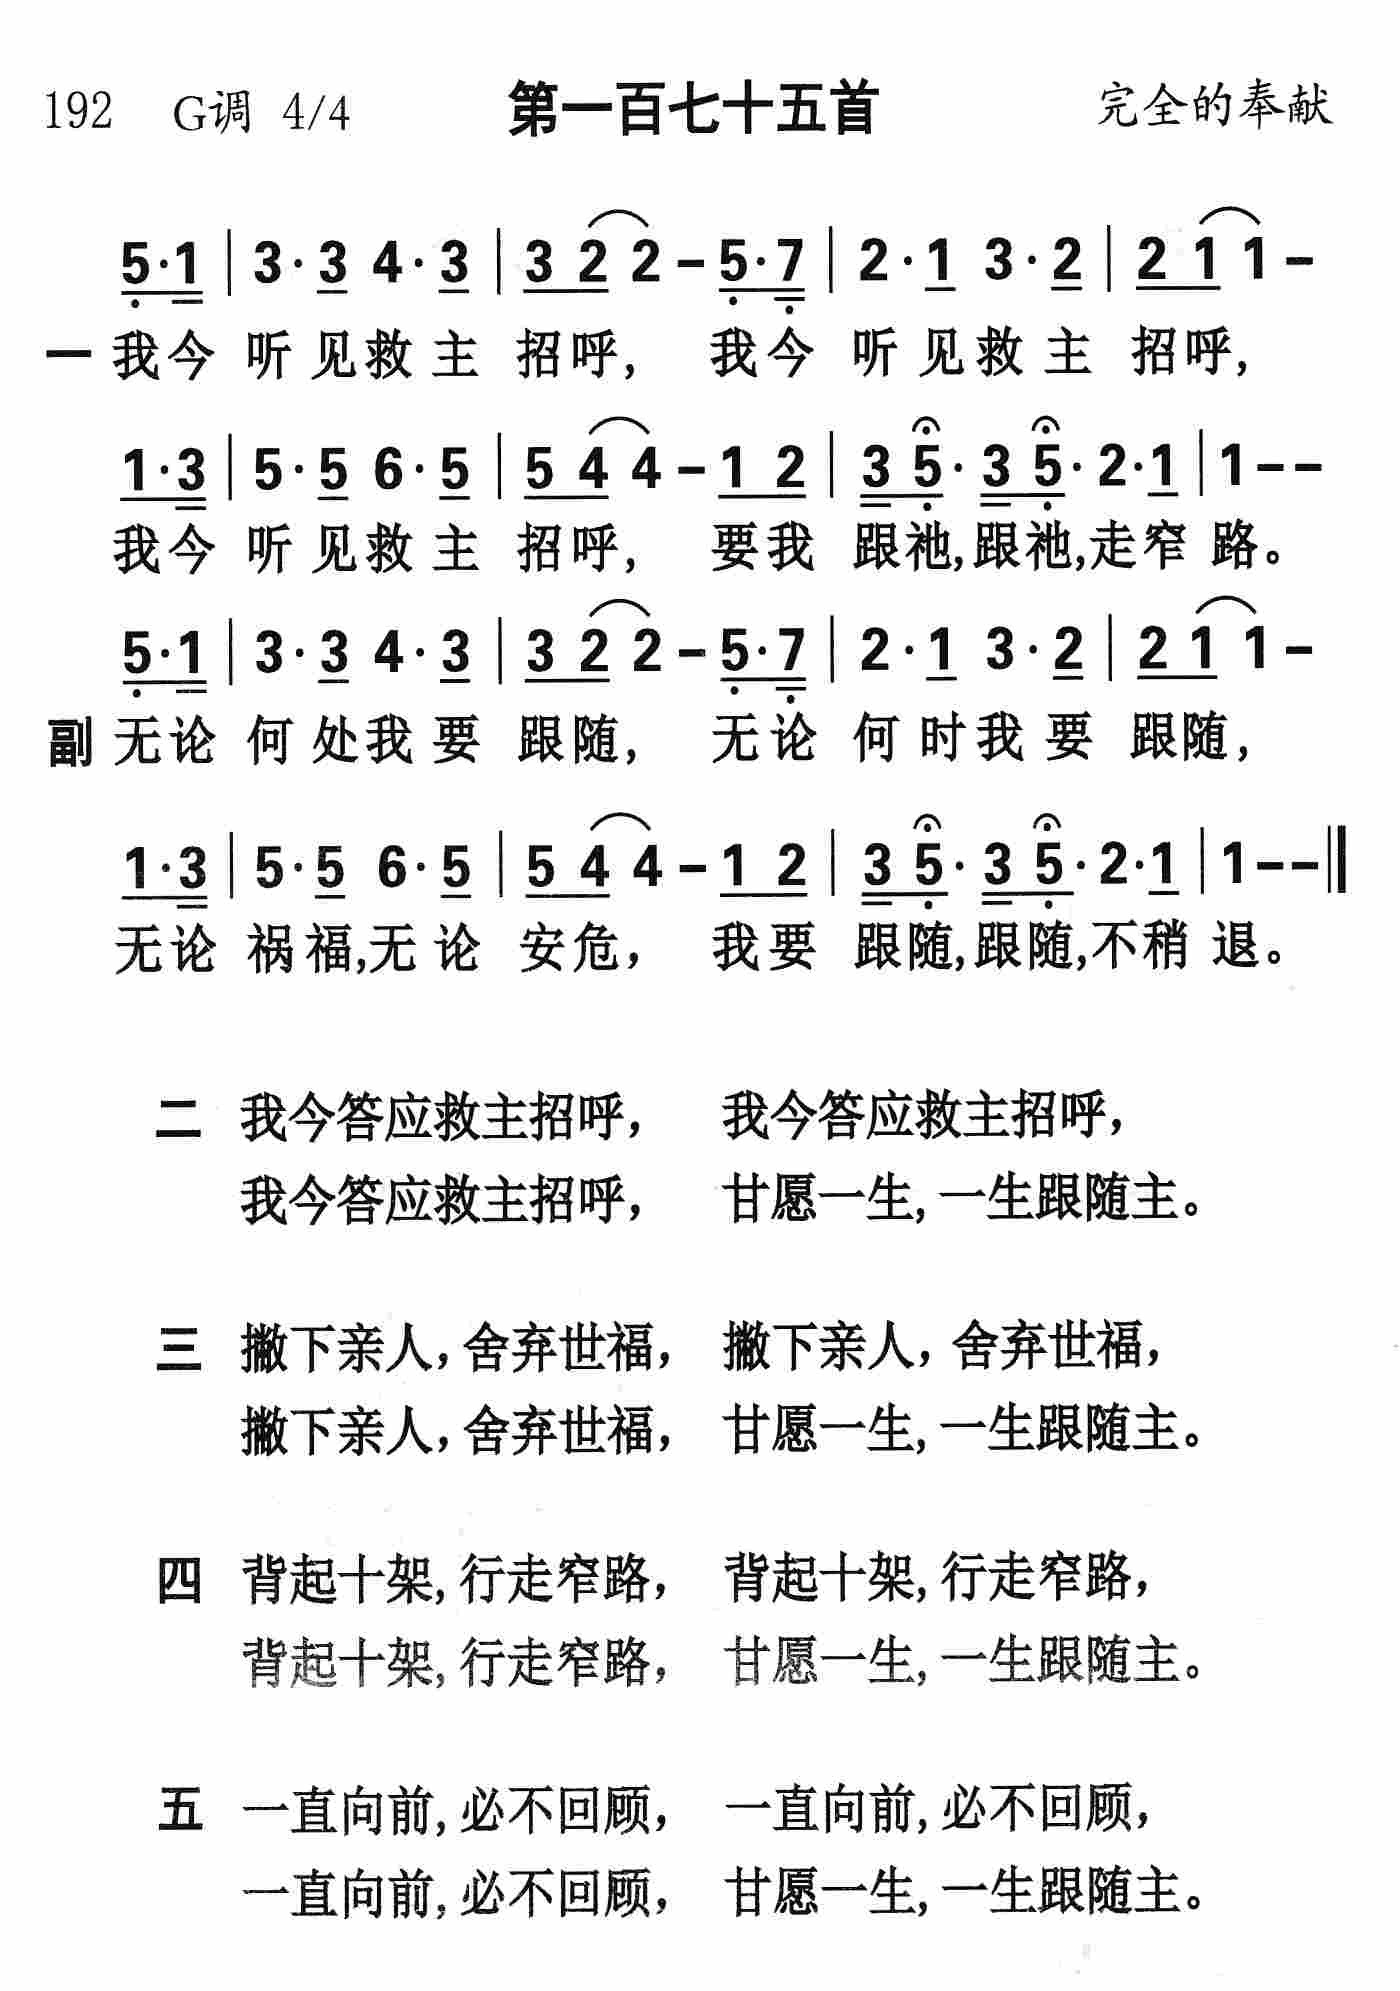 192 G调 4/4 第一百七十五首 完全的奉献
5·1 | 3·3 4·3 | 3 2 2 – 5·7 | 2·1 3·2 | 2 1 1 –
一 我今 听见救主 招呼, 我今 听见救主 招呼,
1·3 | 5·5 6·5 | 5 4 4 – 1 2 | 3 5· 3 5· 2·1 | 1 – –
我今 听见救主 招呼, 要我 跟祂,跟祂,走窄 路。
5·1 | 3·3 4·3 | 3 2 2 – 5·7 | 2·1 3·2 | 2 1 1 –
副 无论 何处我要 跟随, 无论 何时我要 跟随,
1·3 | 5·5 6·5 | 5 4 4 – 1 2 | 3 5· 3 5· 2·1 | 1 – – ‖
无论 祸福,无论 安危, 我要 跟随,跟随,不稍 退。
二 我今答应救主招呼, 我今答应救主招呼,
我今答应救主招呼, 甘愿一生,一生跟随主。
三 撇下亲人,舍弃世福, 撇下亲人,舍弃世福,
撇下亲人,舍弃世福, 甘愿一生,一生跟随主。
四 背起十架,行走窄路, 背起十架,行走窄路,
背起十架,行走窄路, 甘愿一生,一生跟随主。
五 一直向前,必不回顾, 一直向前,必不回顾,
一直向前,必不回顾, 甘愿一生,一生跟随主。